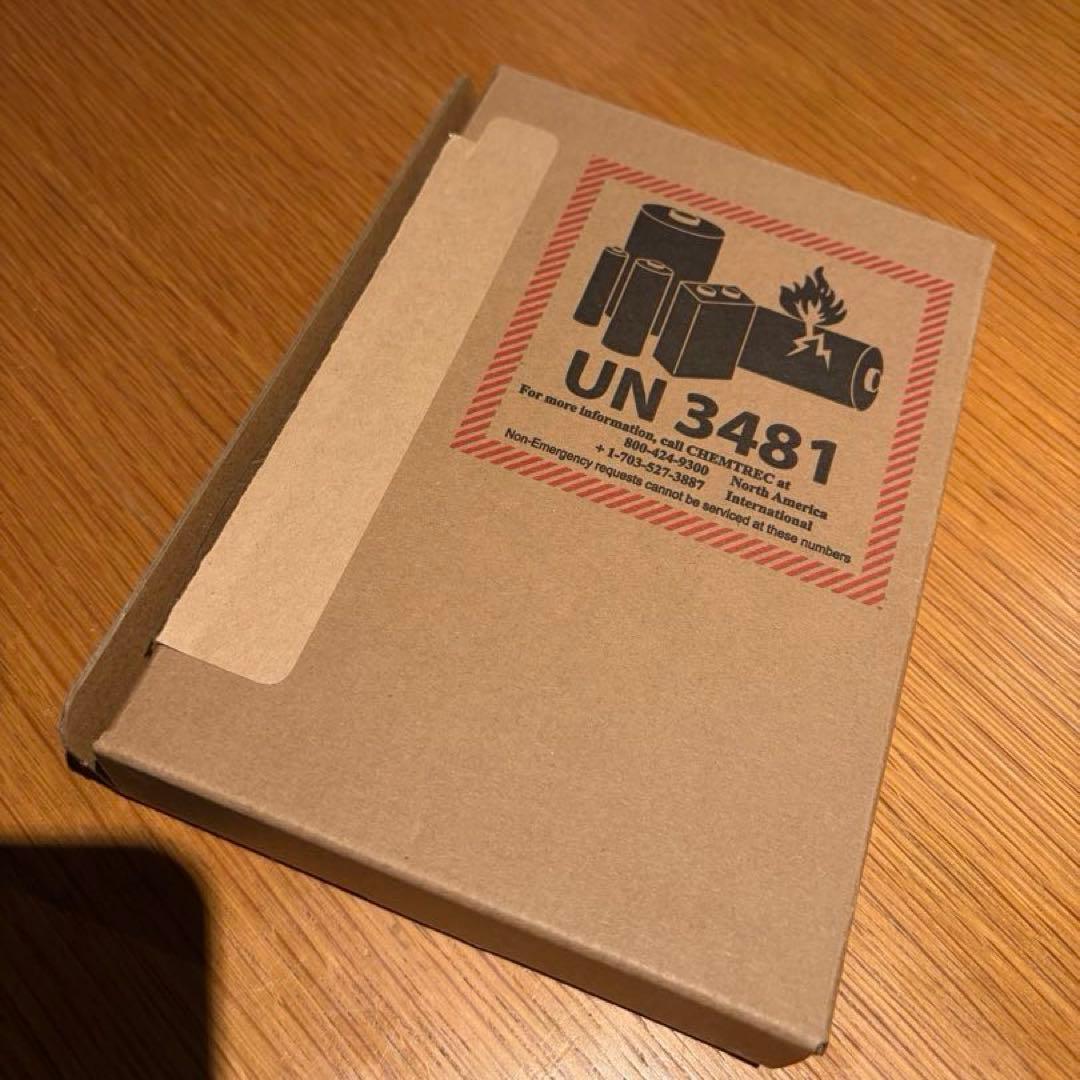 UN 3481
For more information, call CHEMTREC at
800-424-9300 North America
+ 1-703-527-3887 International
Non-Emergency requests cannot be serviced at these numbers